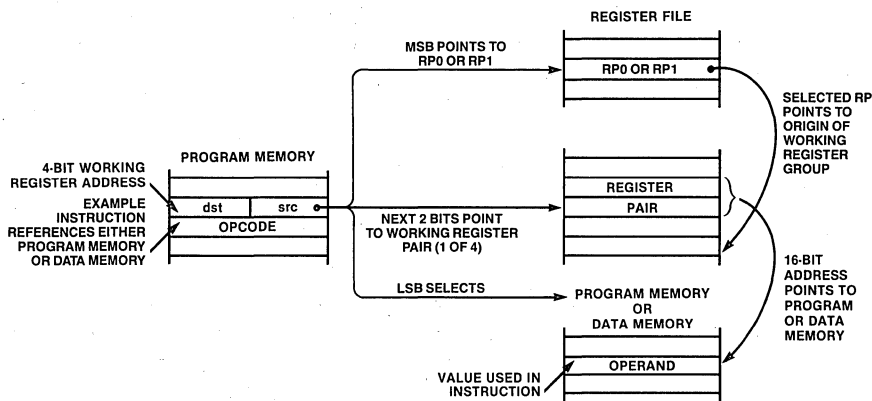 REGISTER FILE
MSB POINTS TO
RP0 OR RP1
RP0 OR RP1
SELECTED RP
POINTS TO
ORIGIN OF
WORKING
REGISTER
GROUP
PROGRAM MEMORY
4-BIT WORKING
REGISTER ADDRESS
EXAMPLE
INSTRUCTION
REFERENCES EITHER
PROGRAM MEMORY
OR DATA MEMORY
dst src
OPCODE
REGISTER
PAIR
NEXT 2 BITS POINT
TO WORKING REGISTER
PAIR (1 OF 4)
LSB SELECTS
16-BIT
ADDRESS
POINTS TO
PROGRAM
OR DATA
MEMORY
PROGRAM MEMORY
OR
DATA MEMORY
OPERAND
VALUE USED IN
INSTRUCTION